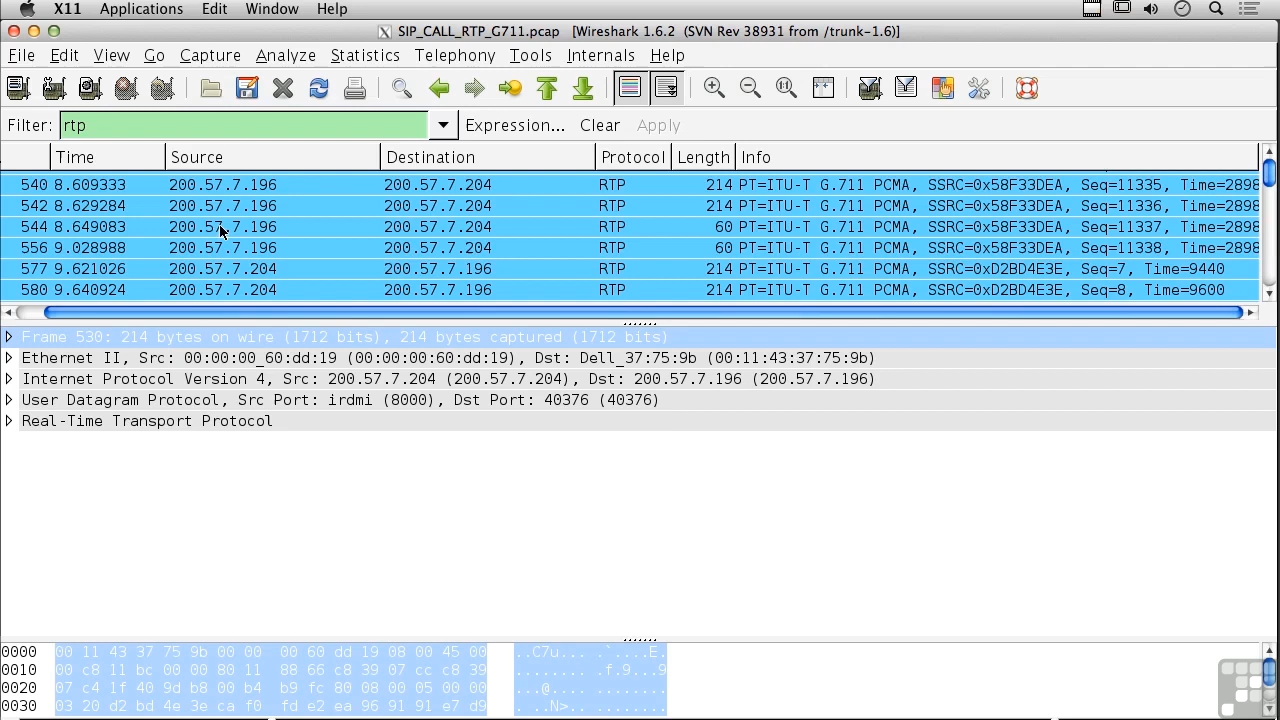 X11 Applications Edit Window Help
SIP_CALL_RTP_G711.pcap [Wireshark 1.6.2 (SVN Rev 38931 from /trunk-1.6)]
File Edit View Go Capture Analyze Statistics Telephony Tools Internals Help
Filter: rtp Expression... Clear Apply
Time Source Destination Protocol Length Info
540 8.609333 200.57.7.196 200.57.7.204 RTP 214 PT=ITU-T G.711 PCMA, SSRC=0x58F33DEA, Seq=11335, Time=2898
542 8.629284 200.57.7.196 200.57.7.204 RTP 214 PT=ITU-T G.711 PCMA, SSRC=0x58F33DEA, Seq=11336, Time=2898
544 8.649083 200.57.7.196 200.57.7.204 RTP 60 PT=ITU-T G.711 PCMA, SSRC=0x58F33DEA, Seq=11337, Time=2898
556 9.028988 200.57.7.196 200.57.7.204 RTP 60 PT=ITU-T G.711 PCMA, SSRC=0x58F33DEA, Seq=11338, Time=2898
577 9.621026 200.57.7.204 200.57.7.196 RTP 214 PT=ITU-T G.711 PCMA, SSRC=0xD2BD4E3E, Seq=7, Time=9440
580 9.640924 200.57.7.204 200.57.7.196 RTP 214 PT=ITU-T G.711 PCMA, SSRC=0xD2BD4E3E, Seq=8, Time=9600
Frame 530: 214 bytes on wire (1712 bits), 214 bytes captured (1712 bits)
Ethernet II, Src: 00:00:00_60:dd:19 (00:00:00:60:dd:19), Dst: Dell_37:75:9b (00:11:43:37:75:9b)
Internet Protocol Version 4, Src: 200.57.7.204 (200.57.7.204), Dst: 200.57.7.196 (200.57.7.196)
User Datagram Protocol, Src Port: irdmi (8000), Dst Port: 40376 (40376)
Real-Time Transport Protocol
0000 00 11 43 37 75 9b 00 00 00 60 dd 19 08 00 45 00 ..C7u... .`....E.
0010 00 c8 11 bc 00 00 80 11 88 66 c8 39 07 cc c8 39 ........ .f.9...9
0020 07 c4 1f 40 9d b8 00 b4 b9 fc 80 08 00 05 00 00 ...@.... ........
0030 03 20 d2 bd 4e 3e ca f0 fd e2 ea 96 91 91 e7 d9 . ..N>.. ........